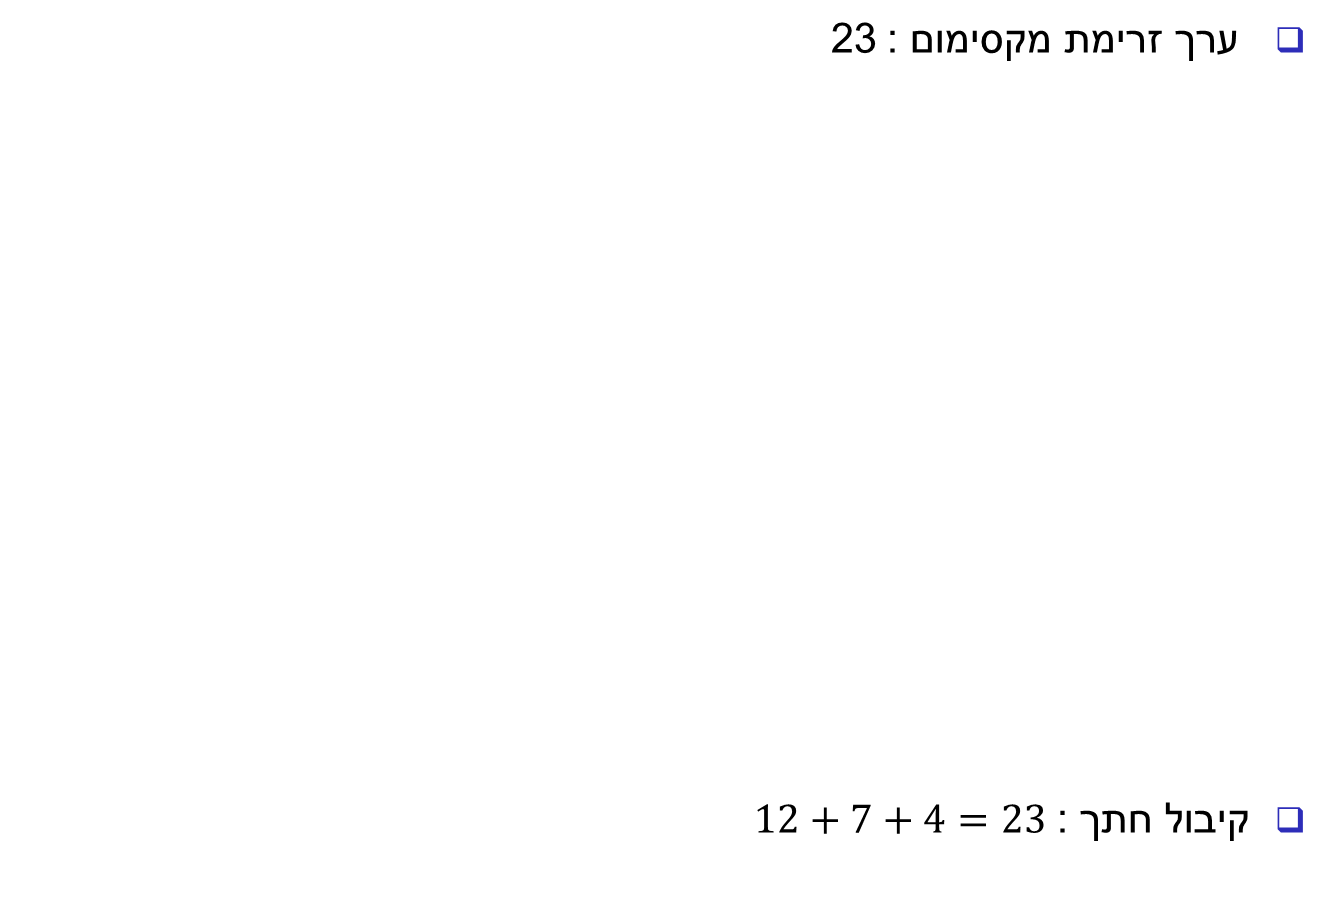 ❑ ערך זרימת מקסימום : 23
❑ קיבול חתך : 12 + 7 + 4 = 23